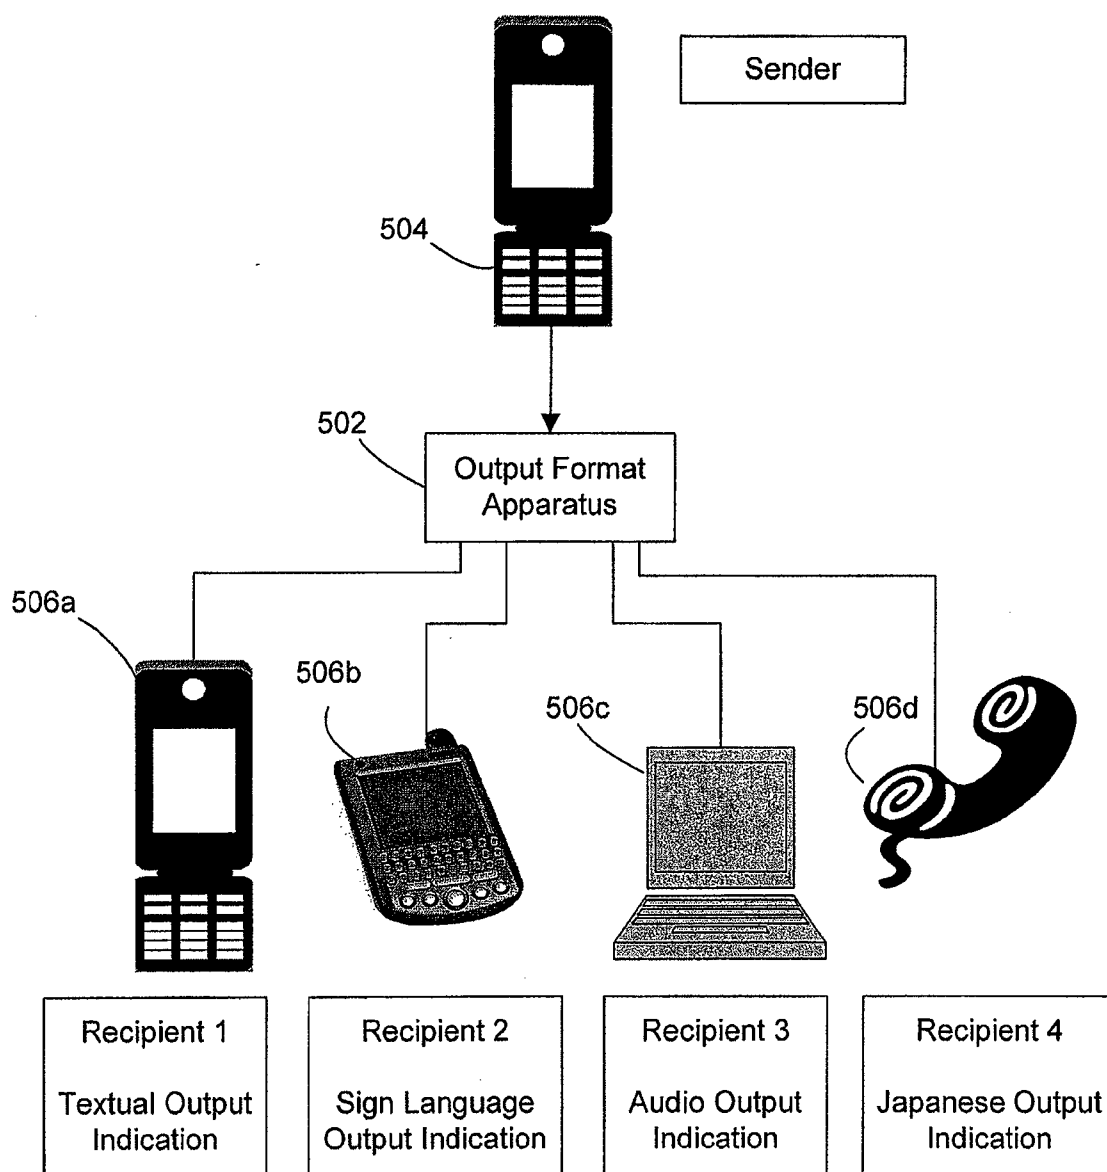 Sender
504
502
Output Format
Apparatus
506a
506b
506c
506d
Recipient 1
Textual Output
Indication
Recipient 2
Sign Language
Output Indication
Recipient 3
Audio Output
Indication
Recipient 4
Japanese Output
Indication